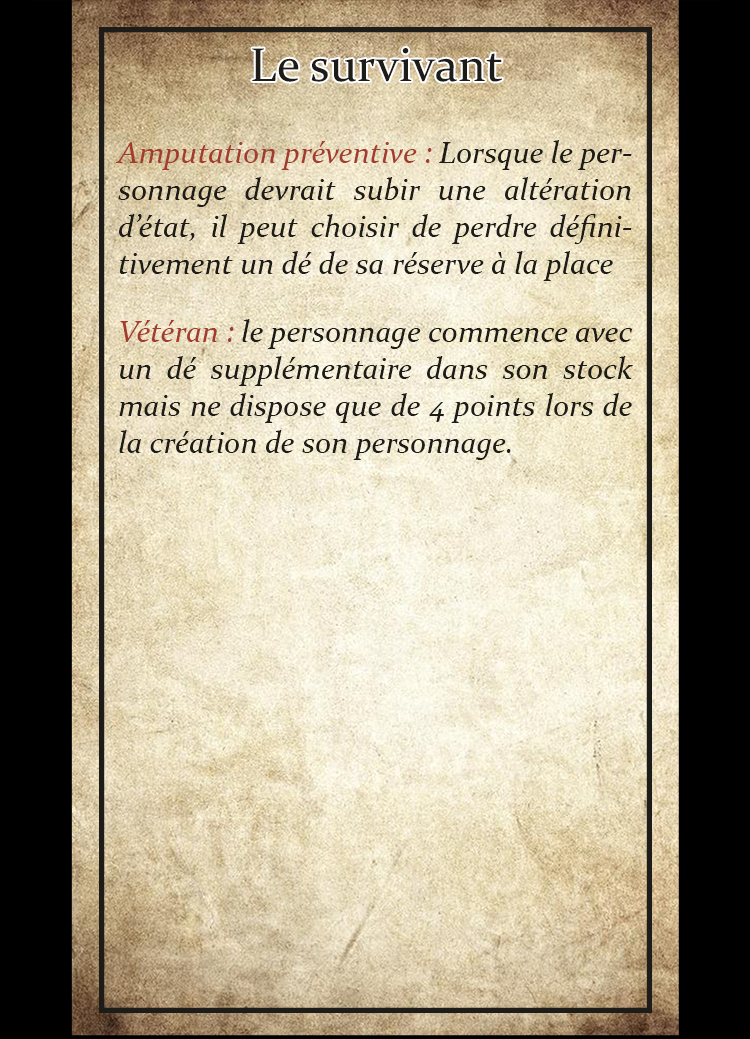 Le survivant
Amputation préventive : Lorsque le per-
sonnage devrait subir une altération
d’état, il peut choisir de perdre défini-
tivement un dé de sa réserve à la place
Vétéran : le personnage commence avec
un dé supplémentaire dans son stock
mais ne dispose que de 4 points lors de
la création de son personnage.